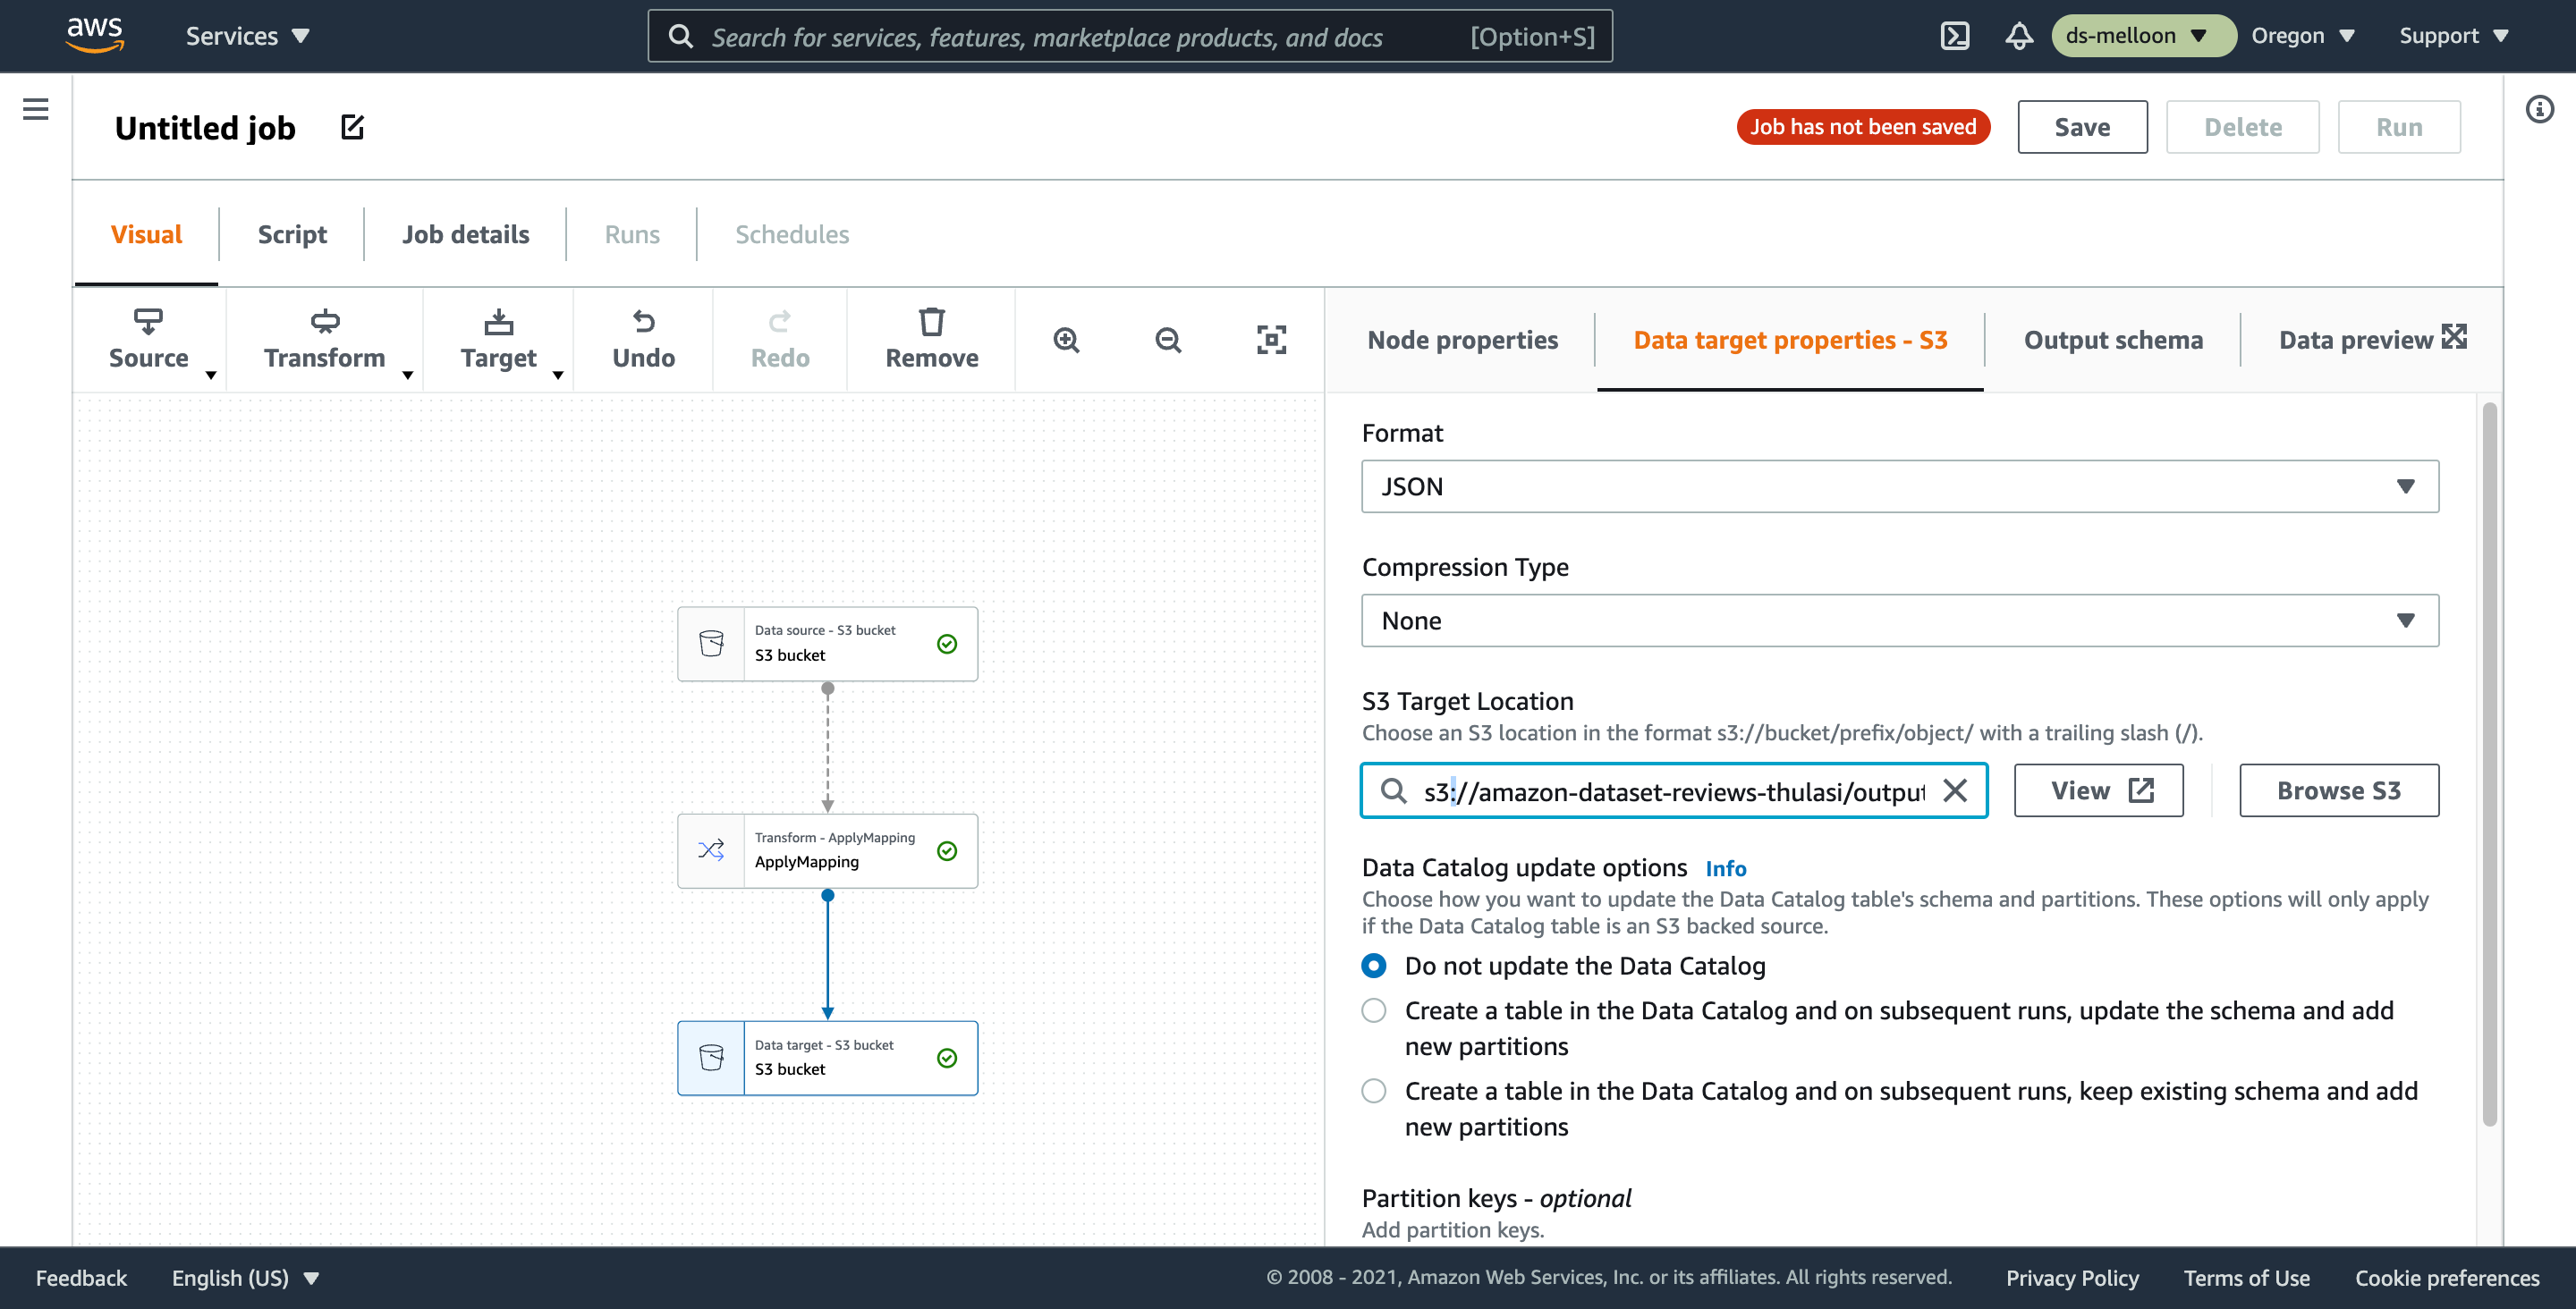 aws
Services
Search for services, features, marketplace products, and docs [Option+S]
ds-melloon
Oregon
Support
Untitled job
Job has not been saved
Save
Delete
Run
Visual
Script
Job details
Runs
Schedules
Source
Transform
Target
Undo
Redo
Remove
Node properties
Data target properties - S3
Output schema
Data preview
Data source - S3 bucket
S3 bucket
Transform - ApplyMapping
ApplyMapping
Data target - S3 bucket
S3 bucket
Format
JSON
Compression Type
None
S3 Target Location
Choose an S3 location in the format s3://bucket/prefix/object/ with a trailing slash (/).
s3://amazon-dataset-reviews-thulasi/output
View
Browse S3
Data Catalog update options Info
Choose how you want to update the Data Catalog table's schema and partitions. These options will only apply
if the Data Catalog table is an S3 backed source.
Do not update the Data Catalog
Create a table in the Data Catalog and on subsequent runs, update the schema and add
new partitions
Create a table in the Data Catalog and on subsequent runs, keep existing schema and add
new partitions
Partition keys - optional
Add partition keys.
Feedback
English (US)
© 2008 - 2021, Amazon Web Services, Inc. or its affiliates. All rights reserved.
Privacy Policy
Terms of Use
Cookie preferences